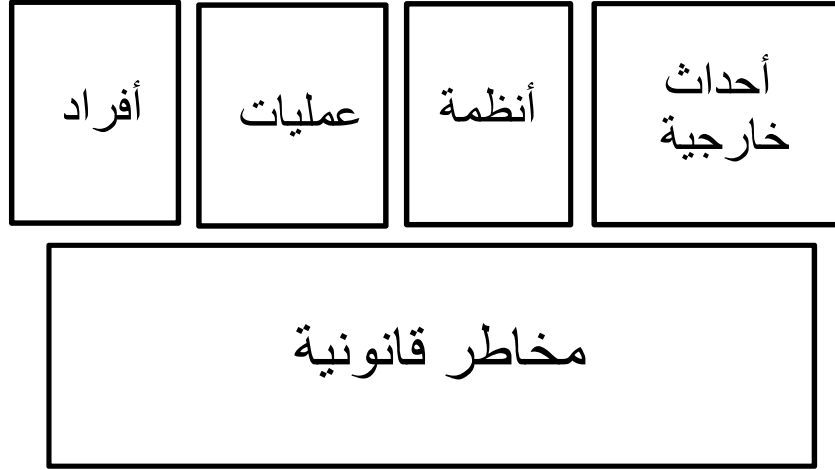 أحداث
خارجية
أنظمة
عمليات
أفراد
مخاطر قانونية